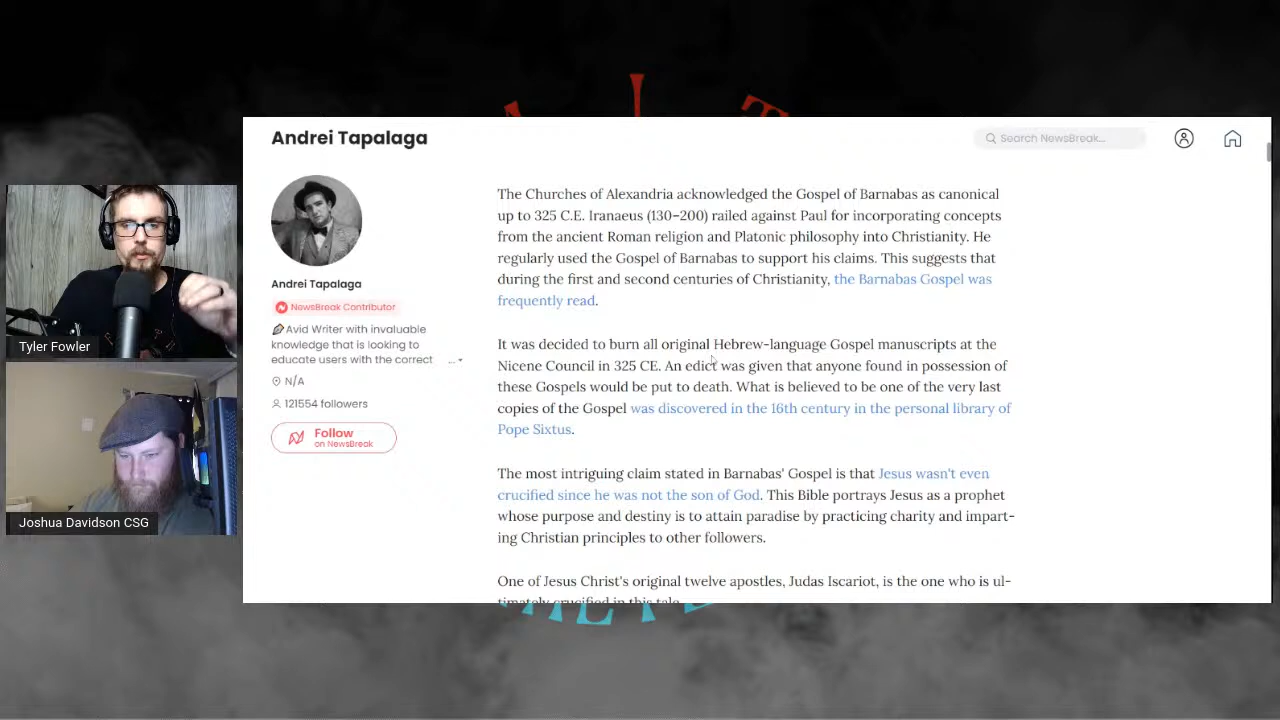 Andrei Tapalaga
Search NewsBreak...
Andrei Tapalaga
NewsBreak Contributor
Avid Writer with invaluable
knowledge that is looking to
educate users with the correct
...
N/A
121554 followers
Follow
on NewsBreak
The Churches of Alexandria acknowledged the Gospel of Barnabas as canonical
up to 325 C.E. Iranaeus (130–200) railed against Paul for incorporating concepts
from the ancient Roman religion and Platonic philosophy into Christianity. He
regularly used the Gospel of Barnabas to support his claims. This suggests that
during the first and second centuries of Christianity, the Barnabas Gospel was
frequently read.
It was decided to burn all original Hebrew-language Gospel manuscripts at the
Nicene Council in 325 CE. An edict was given that anyone found in possession of
these Gospels would be put to death. What is believed to be one of the very last
copies of the Gospel was discovered in the 16th century in the personal library of
Pope Sixtus.
The most intriguing claim stated in Barnabas' Gospel is that Jesus wasn't even
crucified since he was not the son of God. This Bible portrays Jesus as a prophet
whose purpose and destiny is to attain paradise by practicing charity and impart-
ing Christian principles to other followers.
One of Jesus Christ's original twelve apostles, Judas Iscariot, is the one who is ul-
timately crucified in this tale.
Tyler Fowler
Joshua Davidson CSG